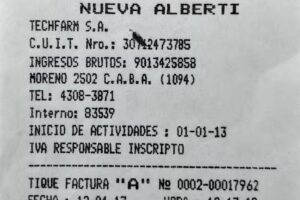 NUEVA ALBERTI
TECHFARM S.A.
C.U.I.T. Nro.: 30712473785
INGRESOS BRUTOS: 9013425858
MORENO 2502 C.A.B.A. (1094)
TEL: 4308-3871
Interno: 83539
INICIO DE ACTIVIDADES : 01-01-13
IVA RESPONSABLE INSCRIPTO
TIQUE FACTURA "A" Nº 0002-00017962